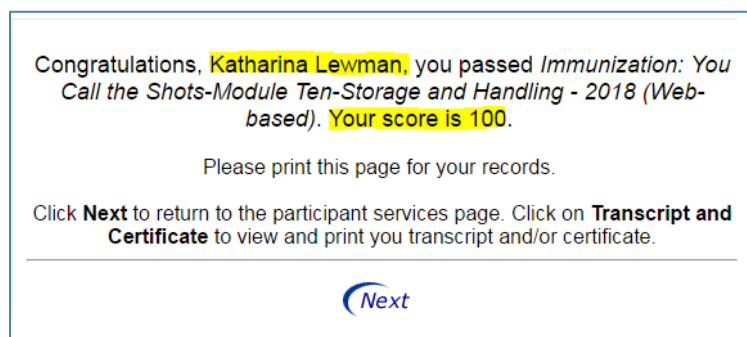 Congratulations, Katharina Lewman, you passed Immunization: You
Call the Shots-Module Ten-Storage and Handling - 2018 (Web-
based). Your score is 100.
Please print this page for your records.
Click Next to return to the participant services page. Click on Transcript and
Certificate to view and print you transcript and/or certificate.
Next